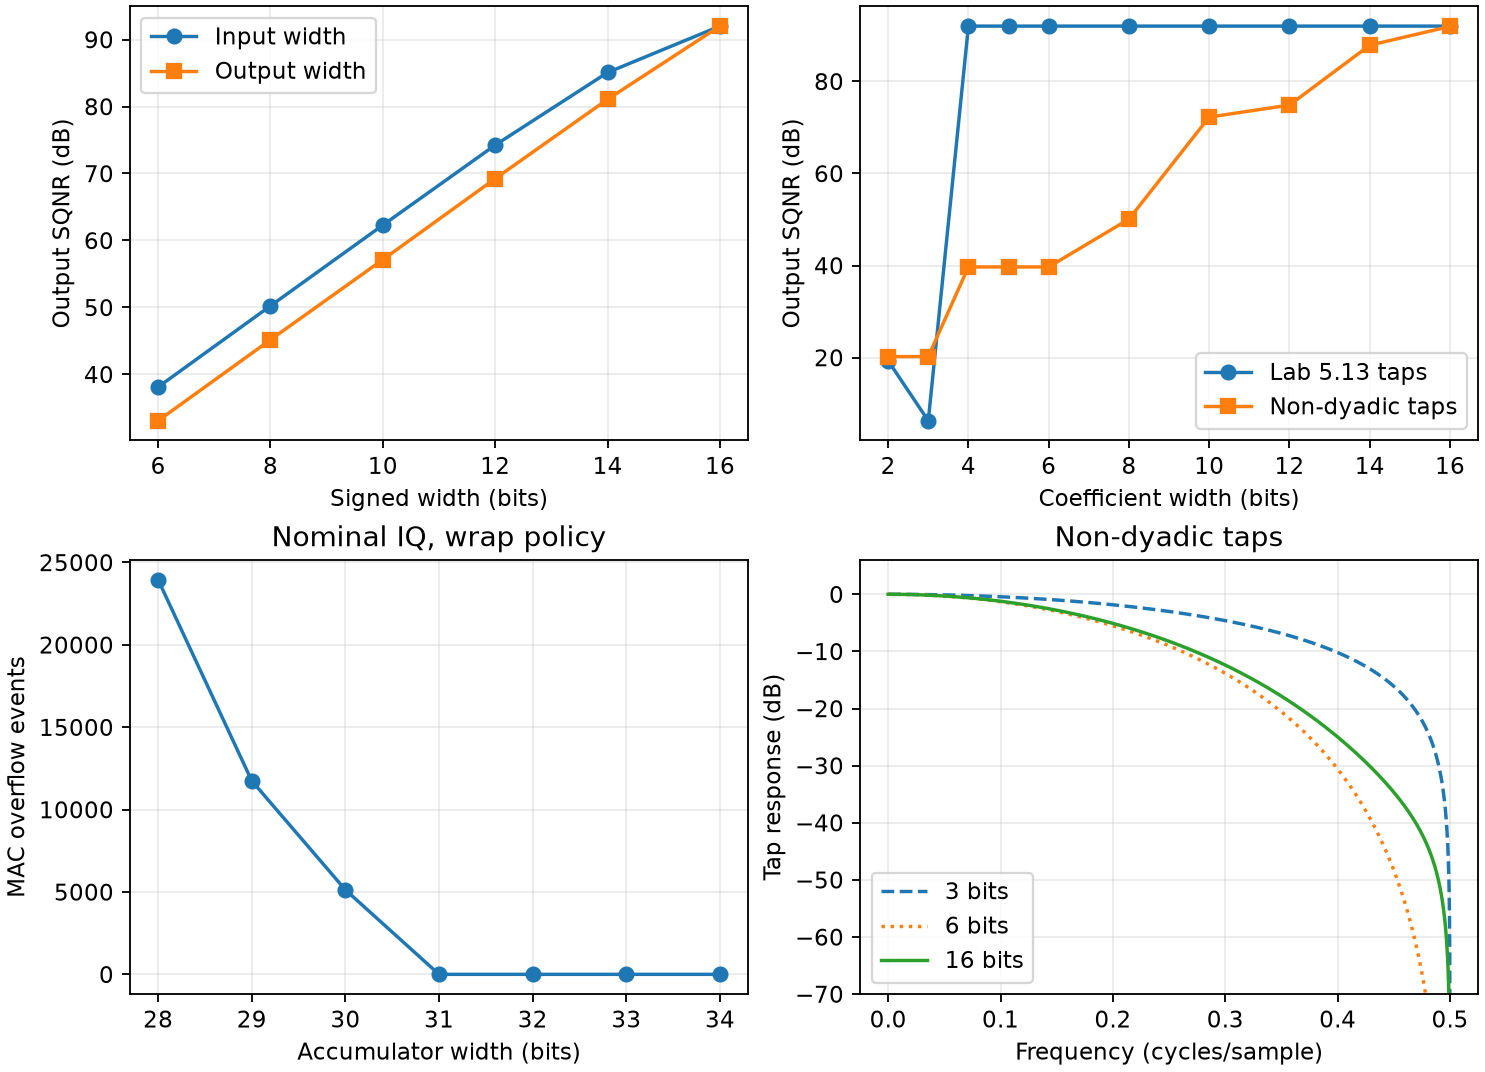 Input width
Output width
90
80
70
60
50
40
Output SQNR (dB)
6 8 10 12 14 16
Signed width (bits)
80
60
40
20
Output SQNR (dB)
Lab 5.13 taps
Non-dyadic taps
2 4 6 8 10 12 14 16
Coefficient width (bits)
Nominal IQ, wrap policy
25000
20000
15000
10000
5000
0
MAC overflow events
28 29 30 31 32 33 34
Accumulator width (bits)
Non-dyadic taps
0
−10
−20
−30
−40
−50
−60
−70
Tap response (dB)
3 bits
6 bits
16 bits
0.0 0.1 0.2 0.3 0.4 0.5
Frequency (cycles/sample)